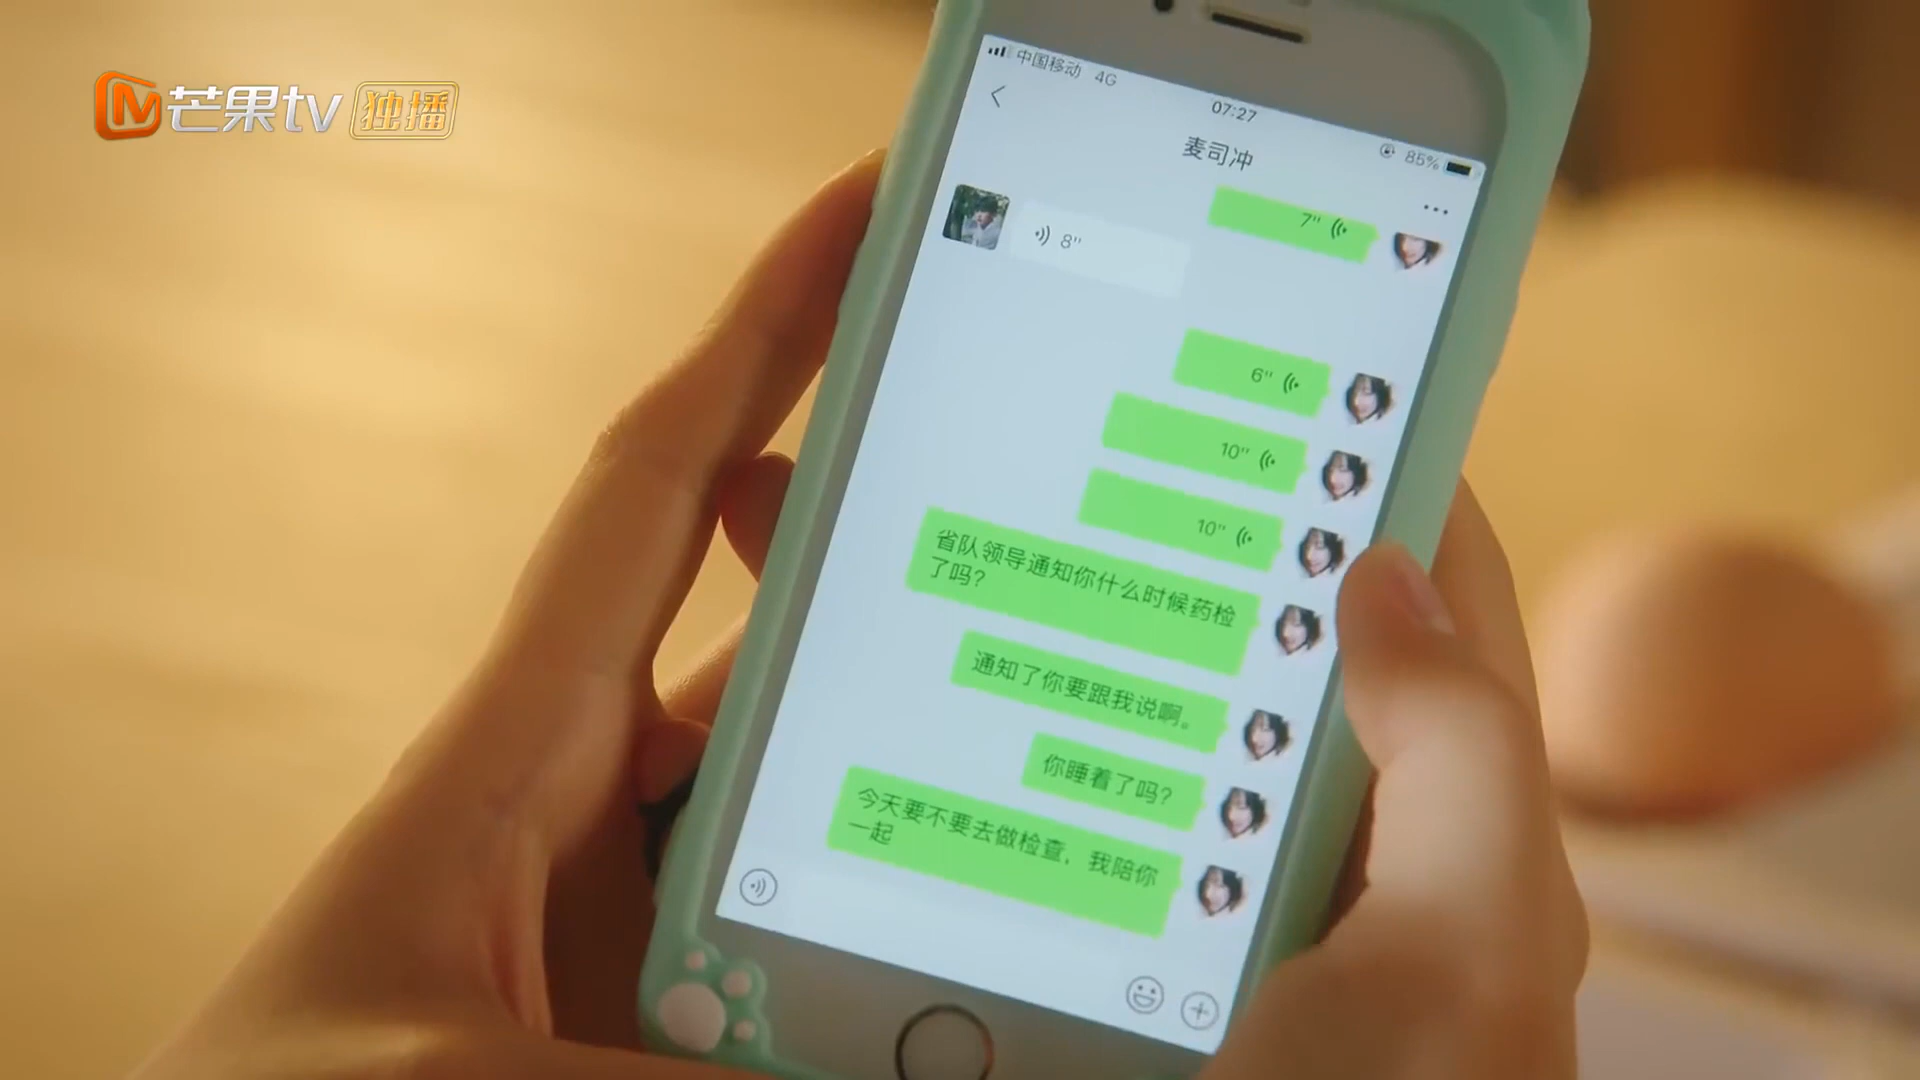 芒果tv 独播
中国移动 4G
07:27
85%
麦司冲
7"
8"
6"
10"
10"
省队领导通知你什么时候药检
了吗?
通知了你要跟我说啊。
你睡着了吗?
今天要不要去做检查，我陪你
一起